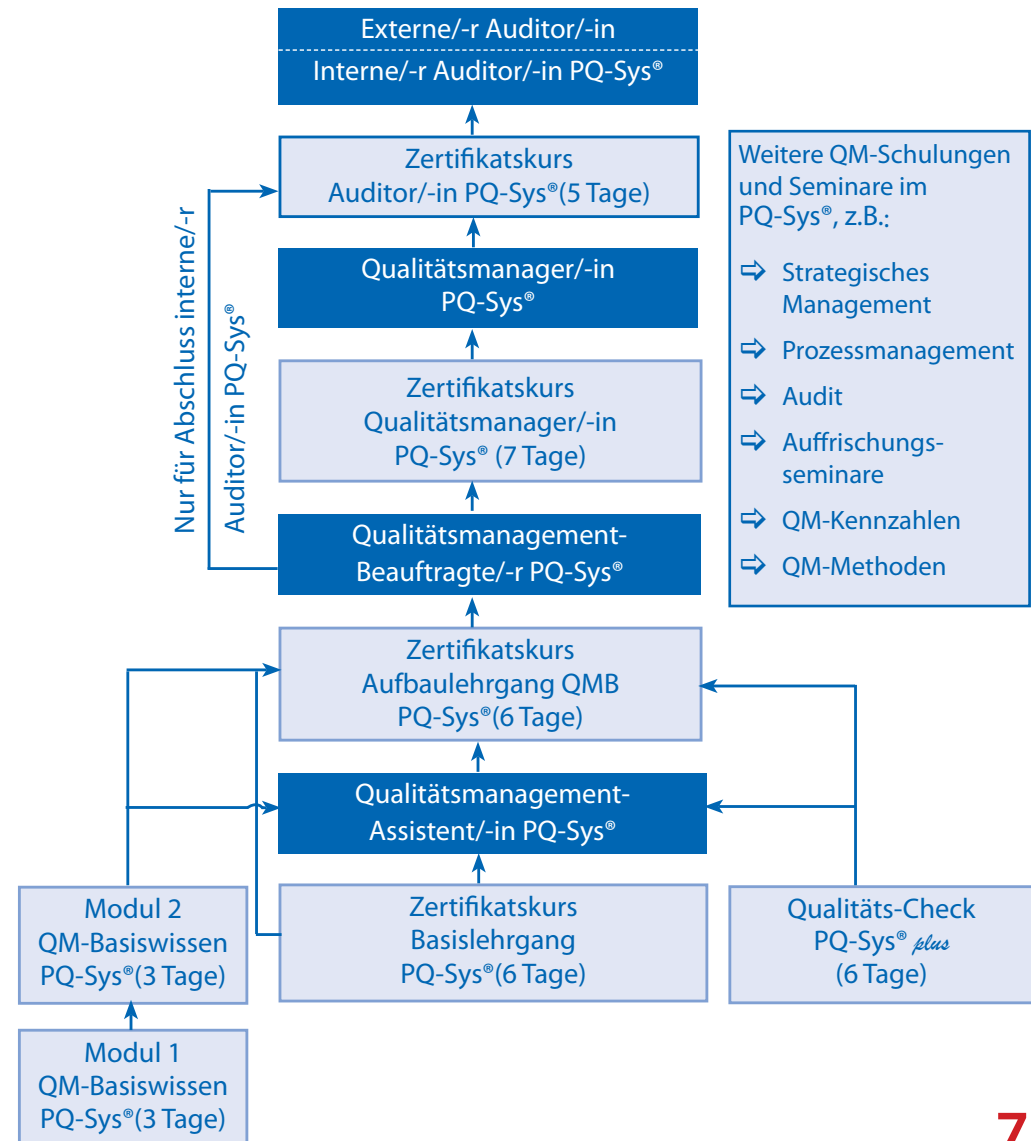 Externe/-r Auditor/-in
Interne/-r Auditor/-in PQ-Sys®
Zertifikatskurs
Auditor/-in PQ-Sys®(5 Tage)
Nur für Abschluss interne/-r
Auditor/-in PQ-Sys®
Qualitätsmanager/-in
PQ-Sys®
Zertifikatskurs
Qualitätsmanager/-in
PQ-Sys® (7 Tage)
Qualitätsmanagement-
Beauftragte/-r PQ-Sys®
Zertifikatskurs
Aufbaulehrgang QMB
PQ-Sys®(6 Tage)
Qualitätsmanagement-
Assistent/-in PQ-Sys®
Modul 2
QM-Basiswissen
PQ-Sys®(3 Tage)
Zertifikatskurs
Basislehrgang
PQ-Sys®(6 Tage)
Qualitäts-Check
PQ-Sys® plus
(6 Tage)
Modul 1
QM-Basiswissen
PQ-Sys®(3 Tage)
Weitere QM-Schulungen
und Seminare im
PQ-Sys®, z.B.:
⇨ Strategisches
Management
⇨ Prozessmanagement
⇨ Audit
⇨ Auffrischungs-
seminare
⇨ QM-Kennzahlen
⇨ QM-Methoden
7